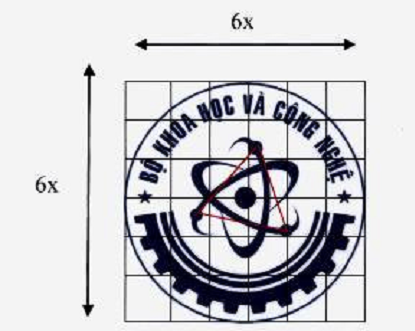 6x
6x
BỘ KHOA HỌC VÀ CÔNG NGHỆ